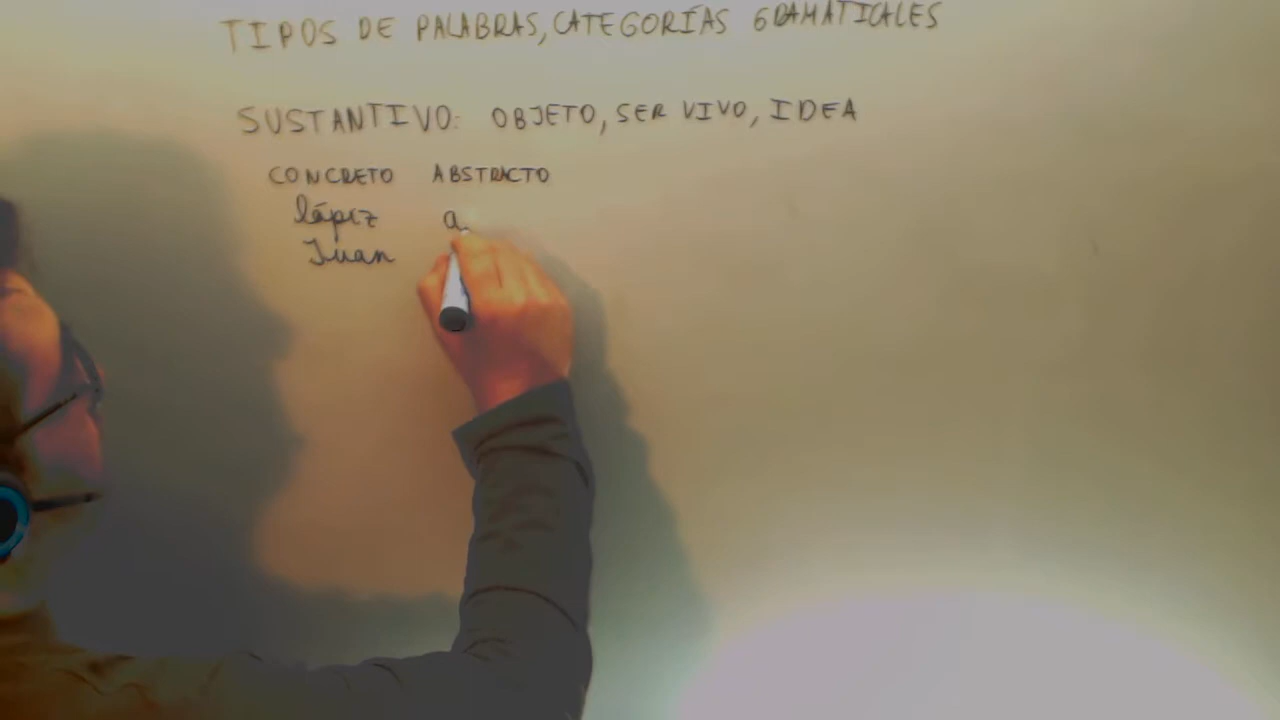 TIPOS DE PALABRAS, CATEGORÍAS GRAMATICALES
SUSTANTIVO: OBJETO, SER VIVO, IDEA
CONCRETO ABSTRACTO
lápiz a
Juan